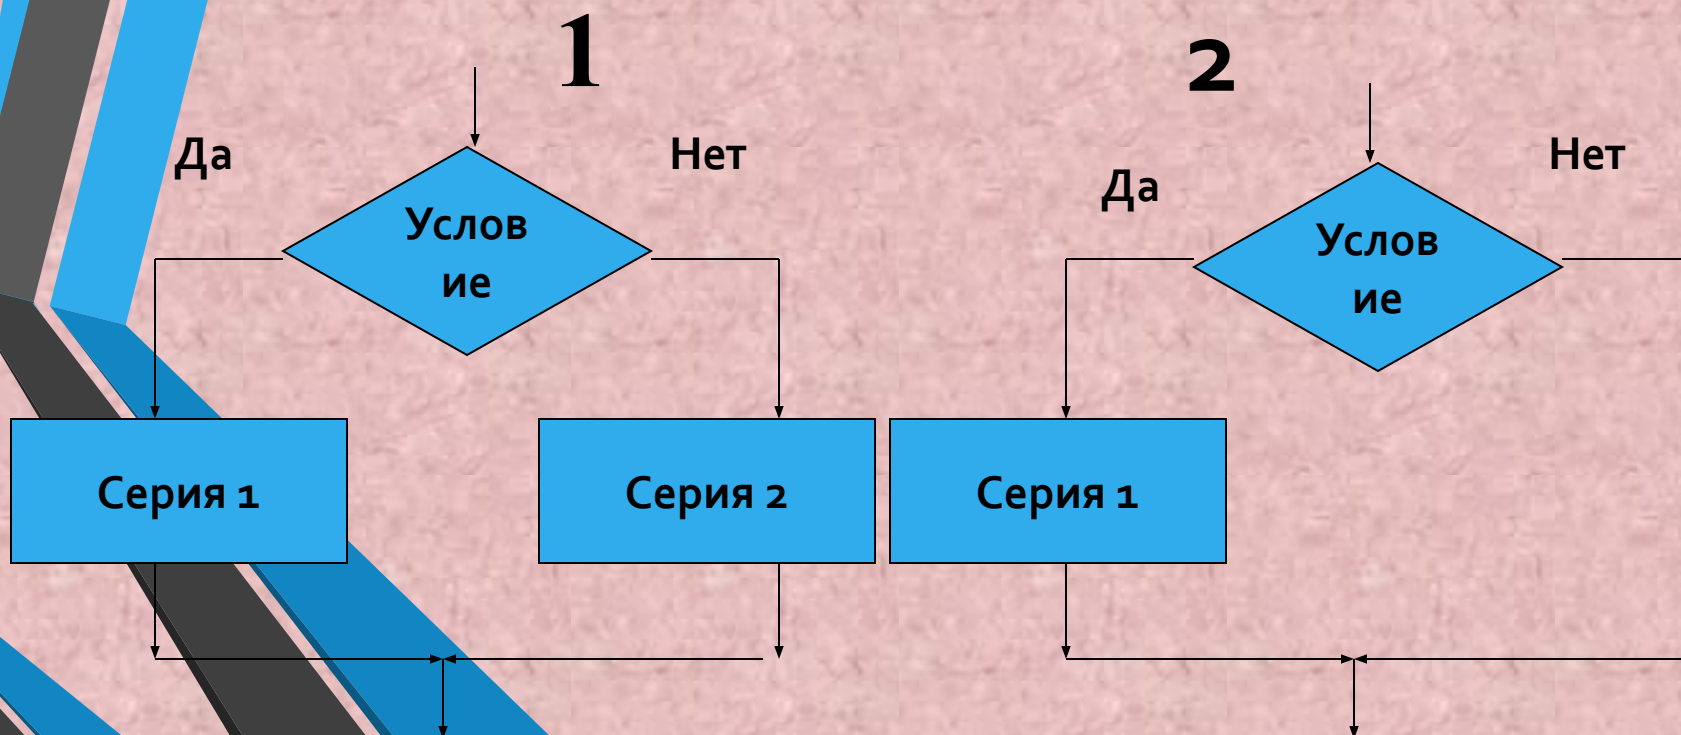 1
2
Да
Нет
Да
Нет
Услов
ие
Услов
ие
Серия 1
Серия 2
Серия 1